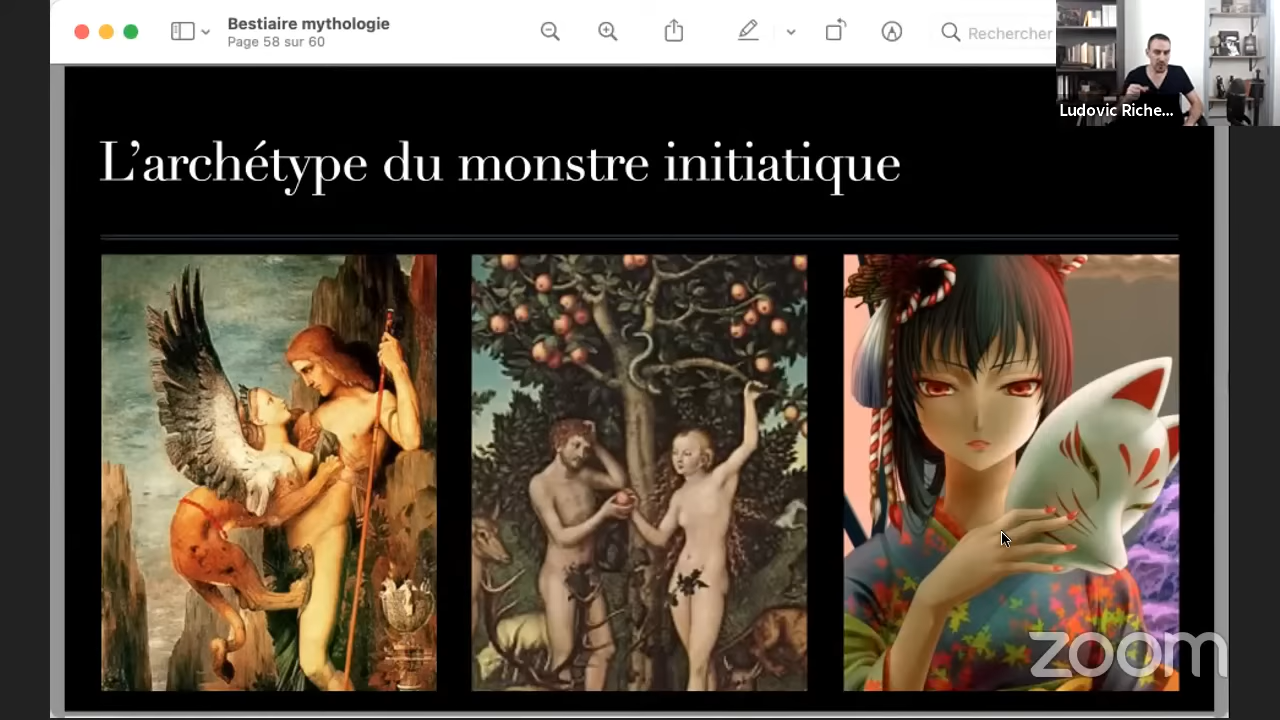 Bestiaire mythologie
Page 58 sur 60
Rechercher
Ludovic Riche...
L'archétype du monstre initiatique
zoom